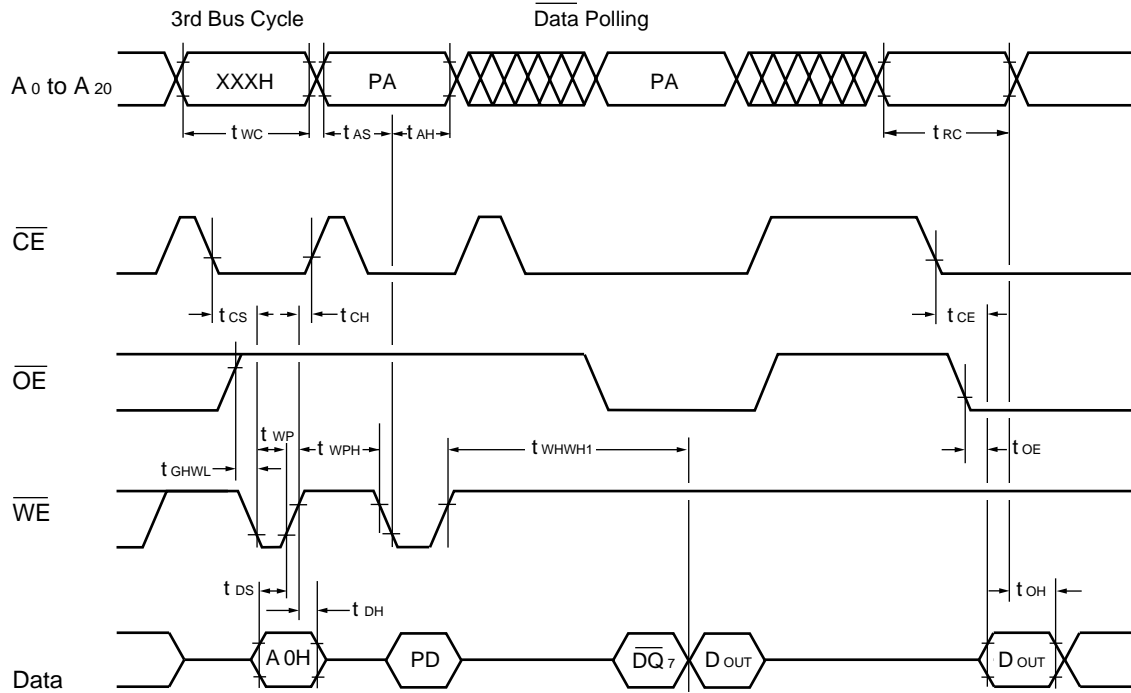 3rd Bus Cycle Data Polling
A0 to A20 XXXH PA PA
tWC tAS tAH tRC
CE
tCS tCH tCE
OE
tWP tWPH tWHWH1 tOE
tGHWL
WE
tDS tDH tOH
Data A0H PD DQ7 DOUT DOUT